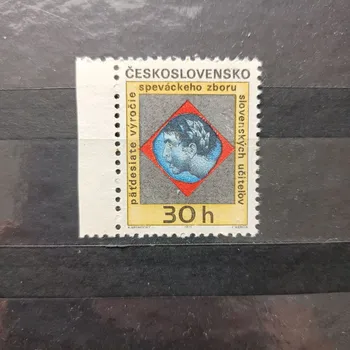 ČESKOSLOVENSKO
päťdesiate výročie
speváckeho zboru
slovenských učiteľov
30 h